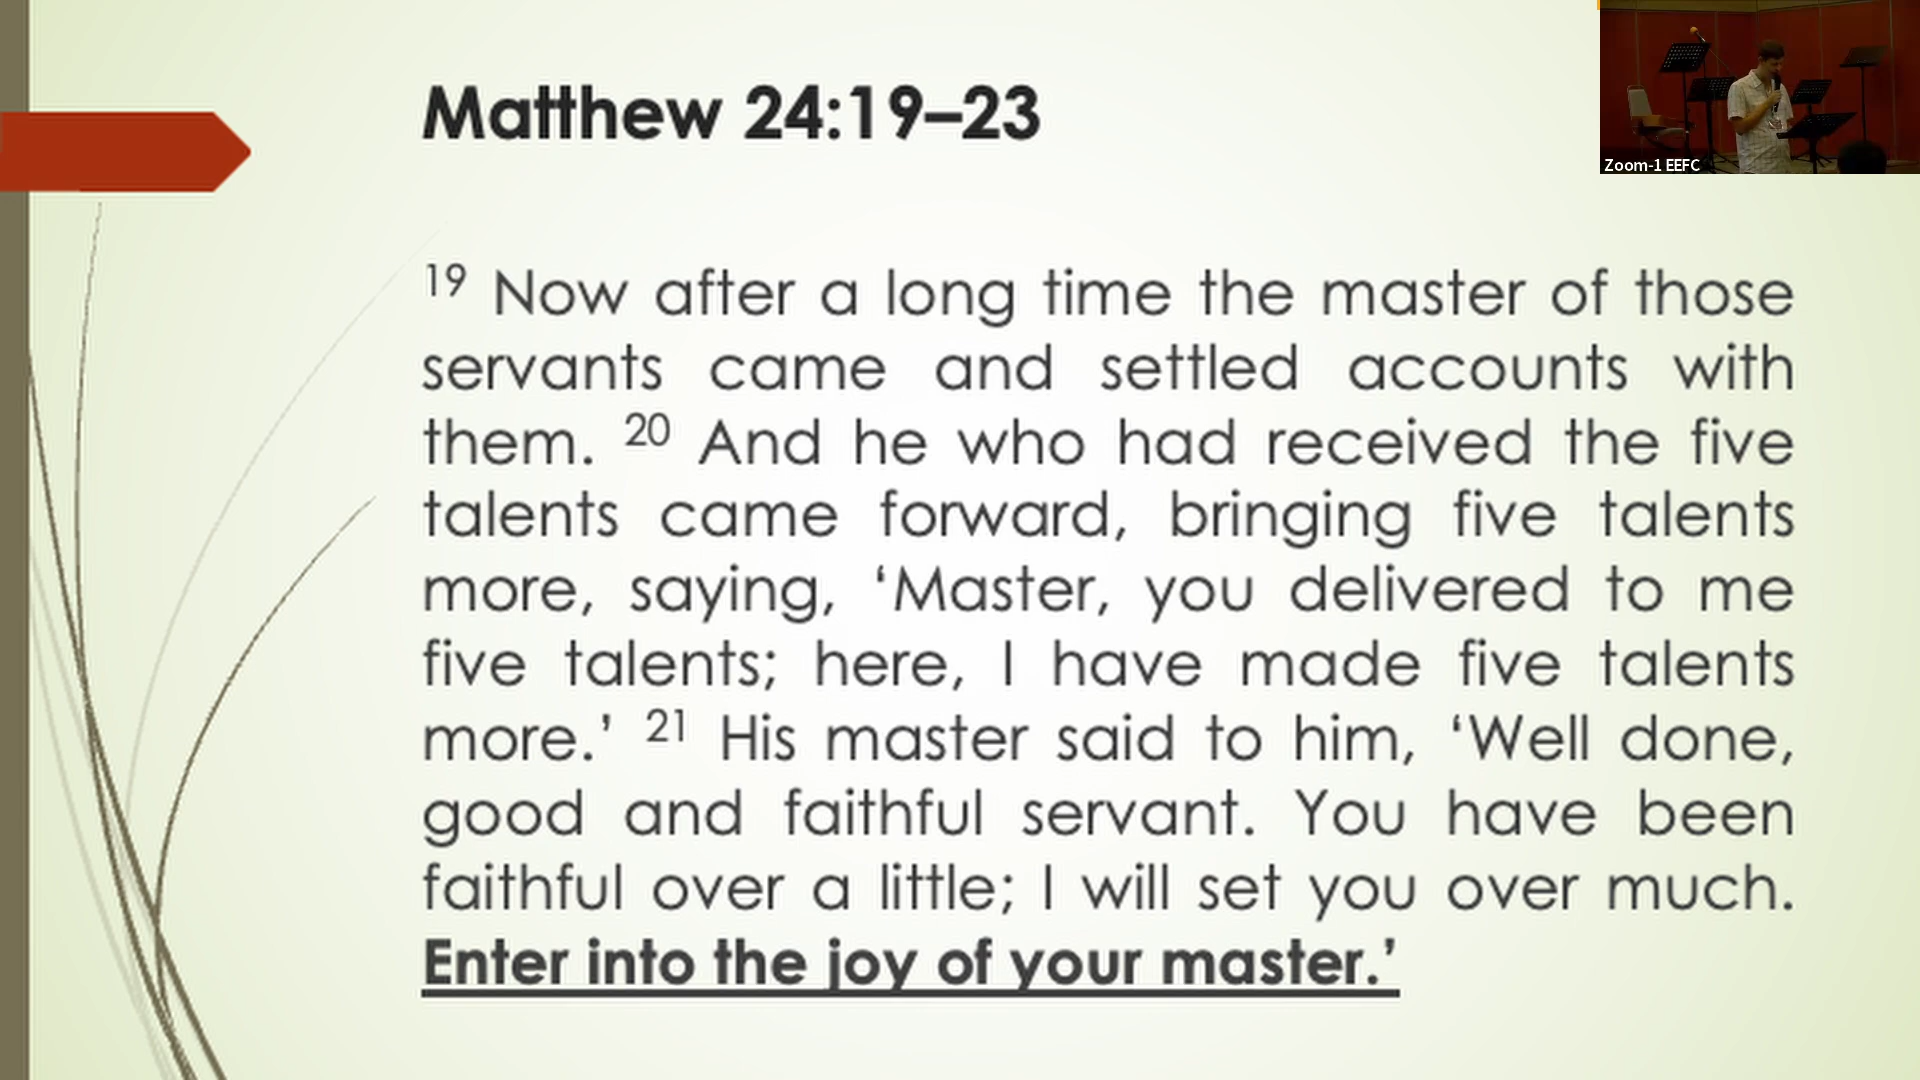 Matthew 24:19–23
Zoom-1 EEFC
19 Now after a long time the master of those
servants came and settled accounts with
them. 20 And he who had received the five
talents came forward, bringing five talents
more, saying, ‘Master, you delivered to me
five talents; here, I have made five talents
more.’ 21 His master said to him, ‘Well done,
good and faithful servant. You have been
faithful over a little; I will set you over much.
Enter into the joy of your master.’